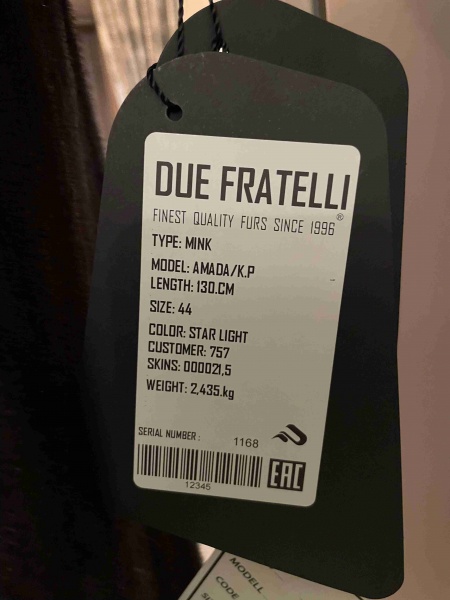 DUE FRATELLI®
FINEST QUALITY FURS SINCE 1996
TYPE: MINK
MODEL: AMADA/K.P
LENGTH: 130.CM
SIZE: 44
COLOR: STAR LIGHT
CUSTOMER: 757
SKINS: 000021,5
WEIGHT: 2,435.kg
SERIAL NUMBER: 1168
12345
EAC
MODELL
CODE